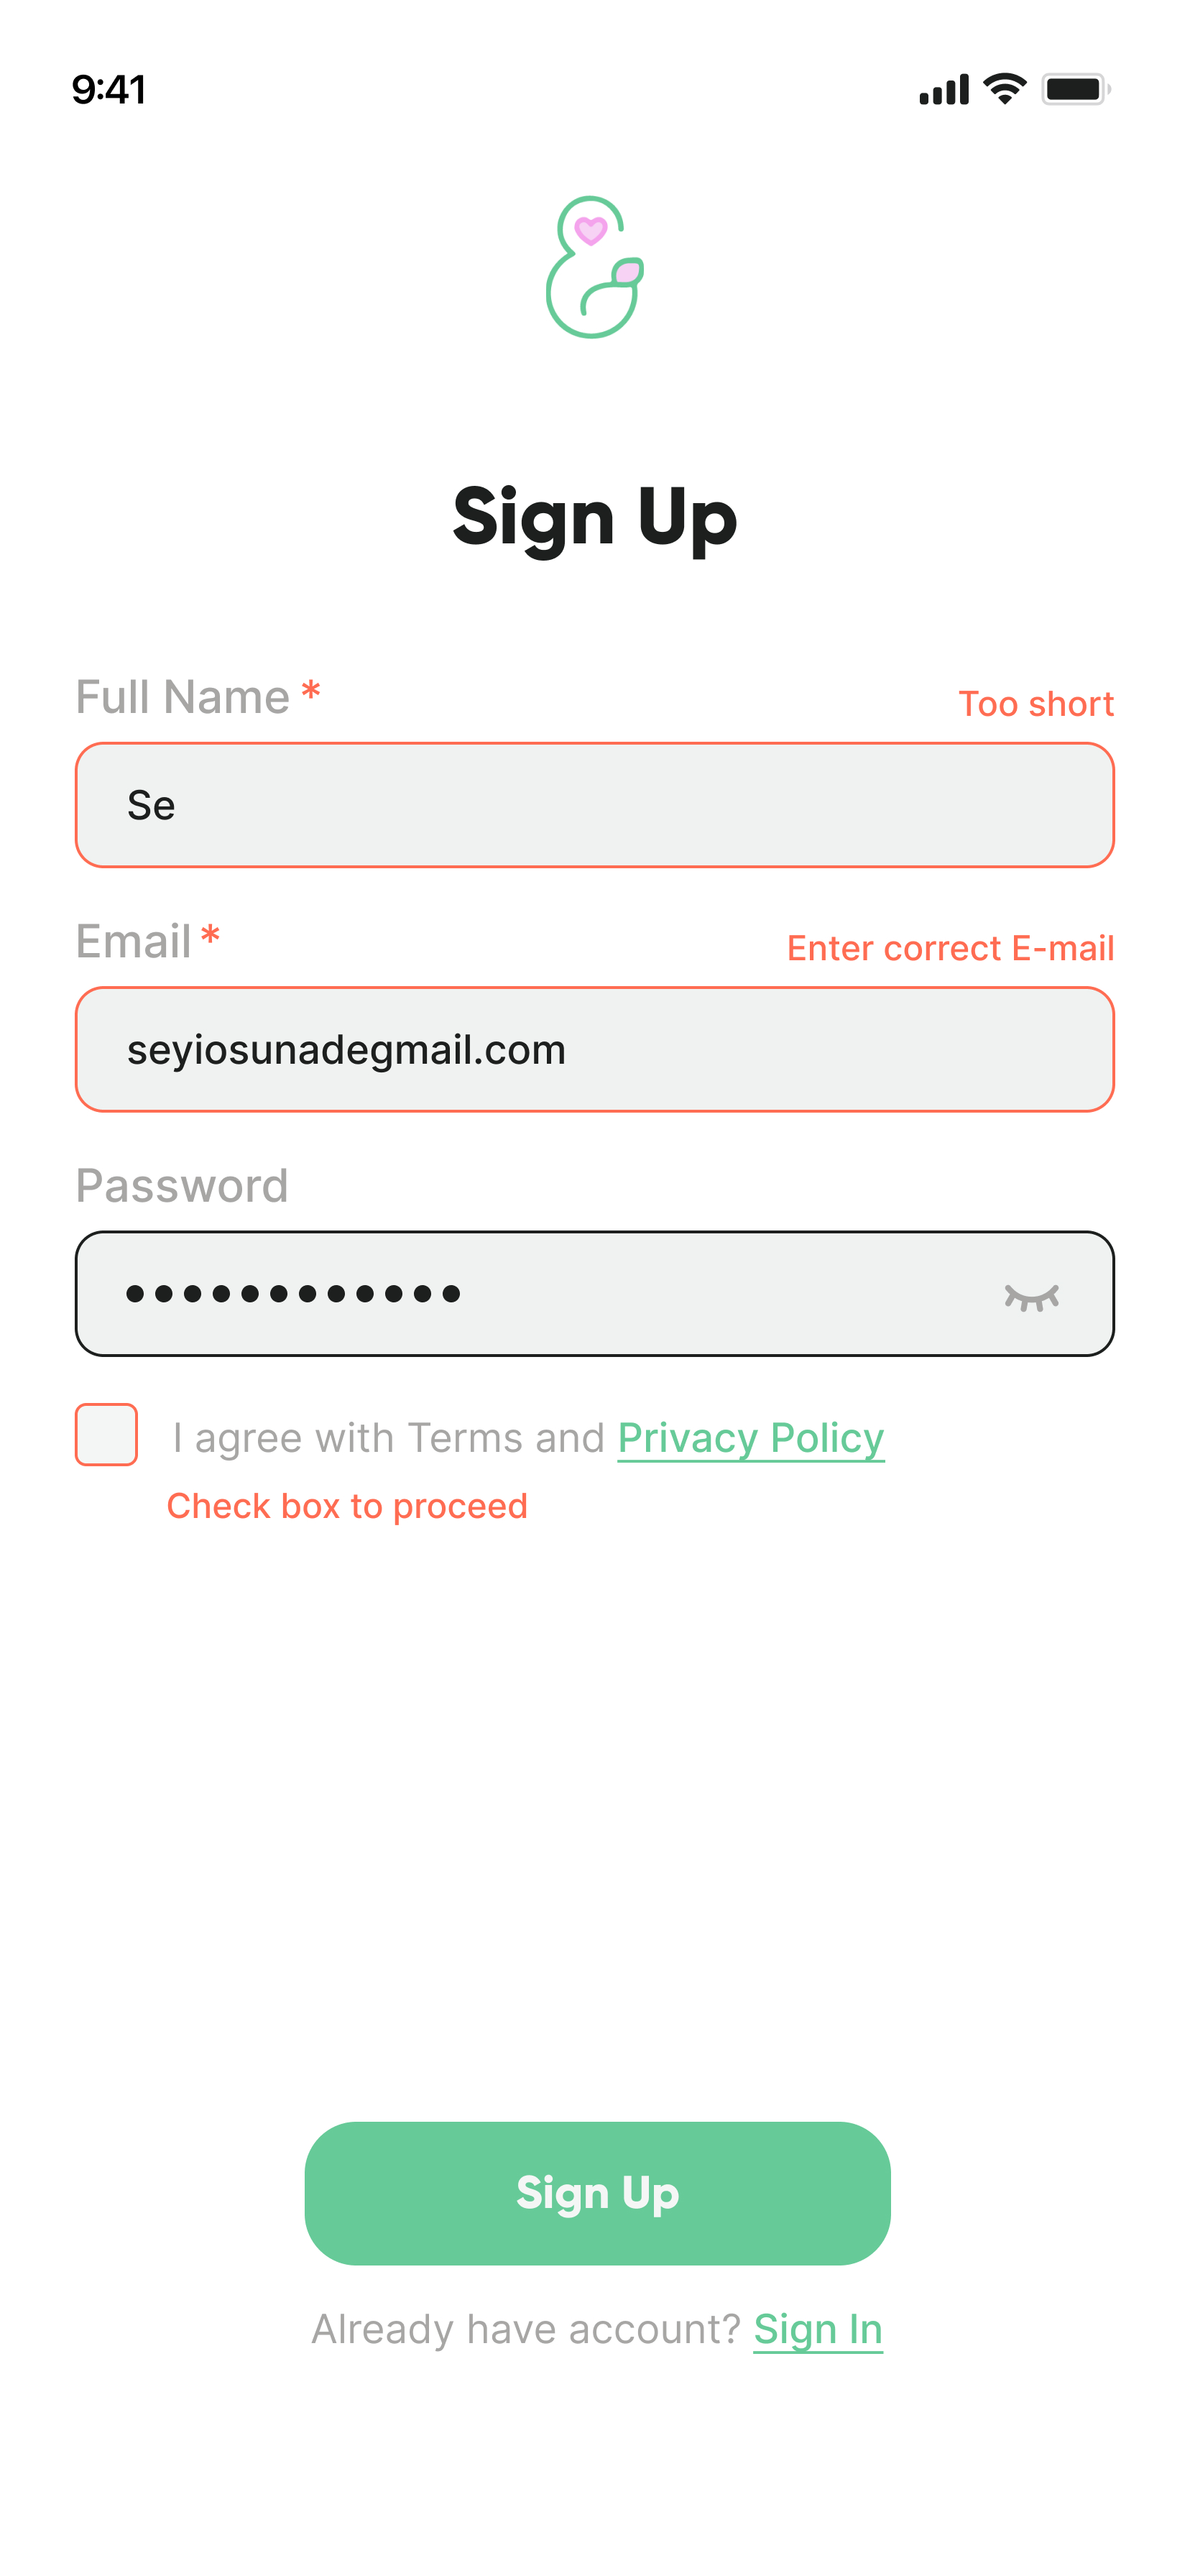 9:41
Sign Up
Full Name * Too short
Se
Email * Enter correct E-mail
seyiosunadegmail.com
Password
I agree with Terms and Privacy Policy
Check box to proceed
Sign Up
Already have account? Sign In